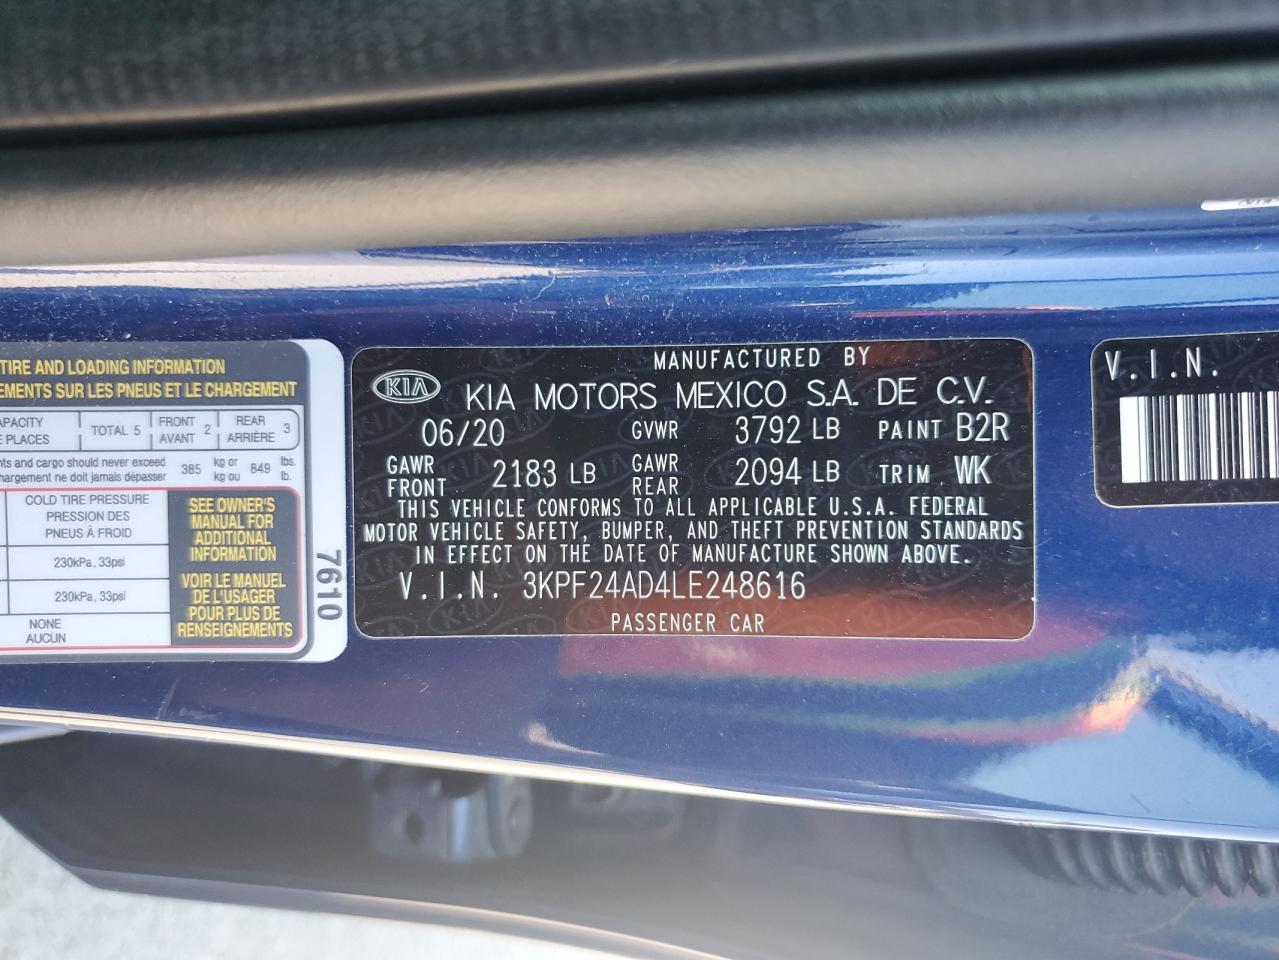 TIRE AND LOADING INFORMATION
SUR LES PNEUS ET LE CHARGEMENT
TOTAL 5 FRONT AVANT 2 REAR ARRIÈRE 3
PLACES
and cargo should never exceed 385 kg or 849 lbs.
ne doit jamais dépasser kg ou lb.
COLD TIRE PRESSURE
PRESSION DES
PNEUS À FROID
230kPa, 33psi
230kPa, 33psi
NONE
AUCUN
SEE OWNER'S
MANUAL FOR
ADDITIONAL
INFORMATION
VOIR LE MANUEL
DE L'USAGER
POUR PLUS DE
RENSEIGNEMENTS
7610
MANUFACTURED BY
KIA KIA MOTORS MEXICO S.A. DE C.V.
06/20 GVWR 3792 LB PAINT B2R
GAWR FRONT 2183 LB GAWR REAR 2094 LB TRIM WK
THIS VEHICLE CONFORMS TO ALL APPLICABLE U.S.A. FEDERAL
MOTOR VEHICLE SAFETY, BUMPER, AND THEFT PREVENTION STANDARDS
IN EFFECT ON THE DATE OF MANUFACTURE SHOWN ABOVE.
V.I.N. 3KPF24AD4LE248616
PASSENGER CAR
V.I.N.